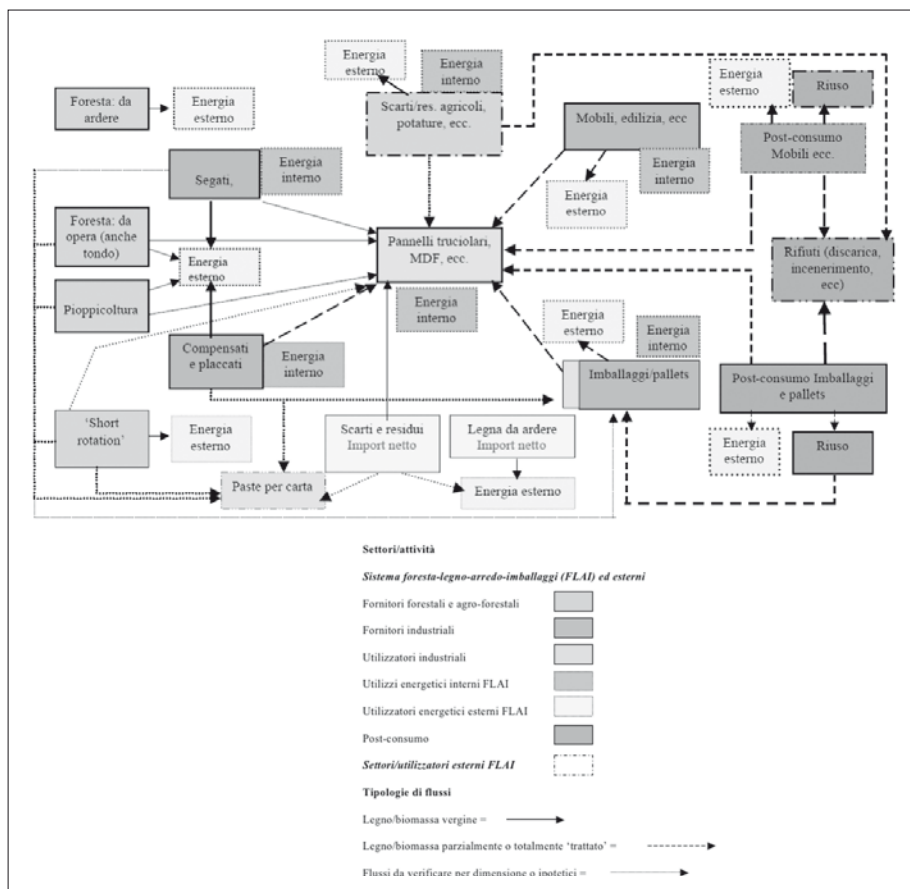 Energia
esterno
Energia
interno
Scarti/res. agricoli,
potature, ecc.
Foresta: da
ardere
Energia
esterno
Mobili, edilizia, ecc
Energia
interno
Energia
esterno
Energia
esterno
Riuso
Post-consumo
Mobili ecc.
Segati,
Energia
interno
Foresta: da
opera (anche
tondo)
Energia
esterno
Pannelli truciolari,
MDF, ecc.
Energia
interno
Rifiuti (discarica,
incenerimento,
ecc)
Pioppicoltura
Compensati
e placcati
Energia
interno
Energia
esterno
Energia
interno
Imballaggi/pallets
Post-consumo Imballaggi
e pallets
Energia
esterno
Riuso
‘Short
rotation’
Energia
esterno
Scarti e residui
Import netto
Legna da ardere
Import netto
Paste per carta
Energia esterno
Settori/attività
Sistema foresta-legno-arredo-imballaggi (FLAI) ed esterni
Fornitori forestali e agro-forestali
Fornitori industriali
Utilizzatori industriali
Utilizzi energetici interni FLAI
Utilizzatori energetici esterni FLAI
Post-consumo
Settori/utilizzatori esterni FLAI
Tipologie di flussi
Legno/biomassa vergine =
Legno/biomassa parzialmente o totalmente ‘trattato’ =
Flussi da verificare per dimensione o ipotetici =